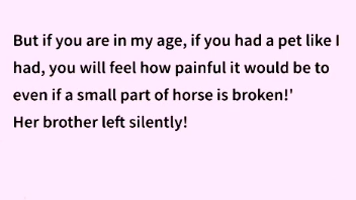 But if you are in my age, if you had a pet like I
had, you will feel how painful it would be to
even if a small part of horse is broken!'
Her brother left silently!